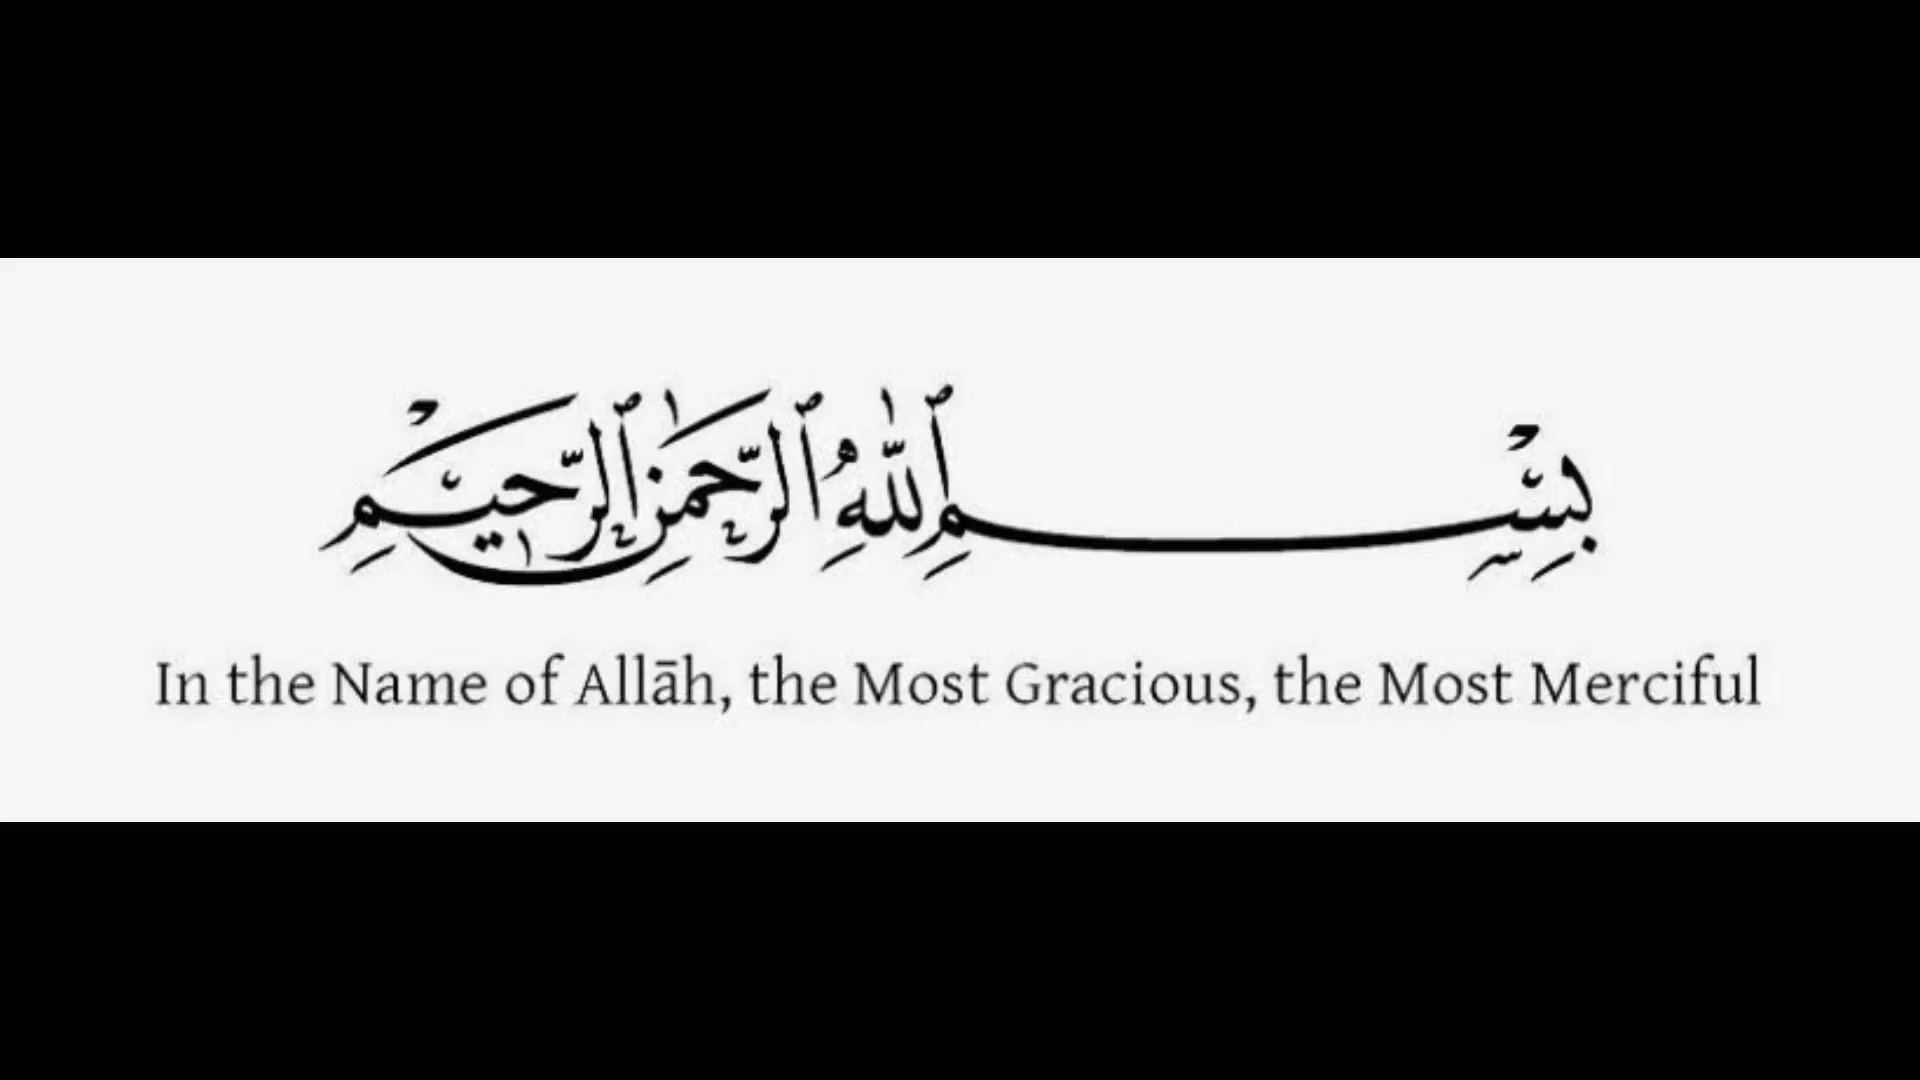 بِسْمِ ٱللَّٰهِ ٱلرَّحْمَٰنِ ٱلرَّحِيمِ
In the Name of Allāh, the Most Gracious, the Most Merciful